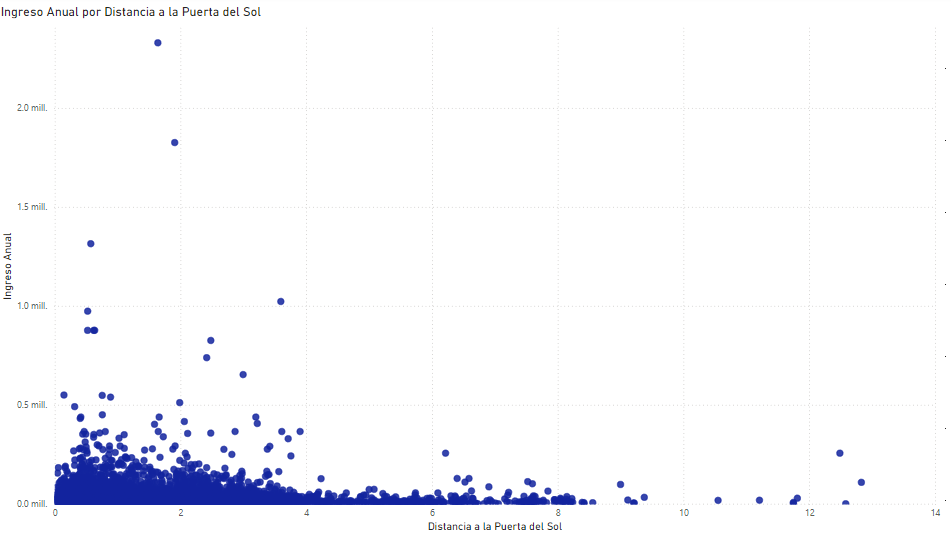 Ingreso Anual por Distancia a la Puerta del Sol
Ingreso Anual
2.0 mill.
1.5 mill.
1.0 mill.
0.5 mill.
0.0 mill.
0 2 4 6 8 10 12 14
Distancia a la Puerta del Sol